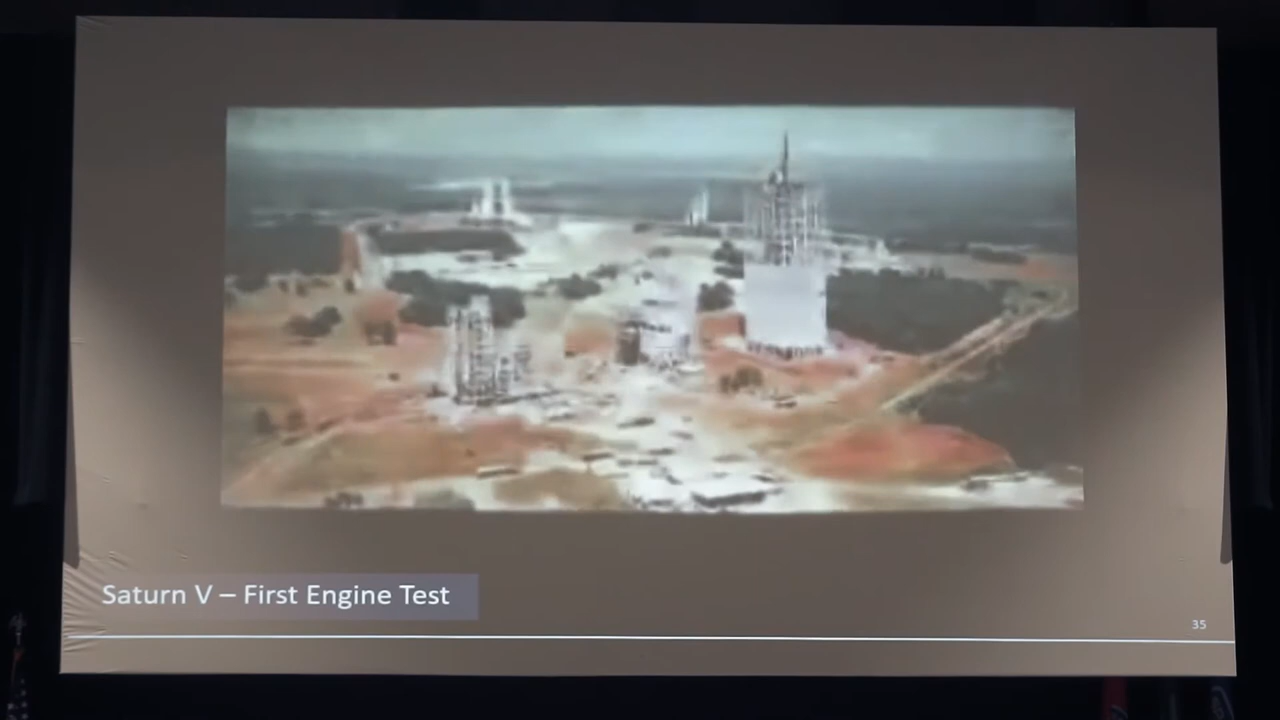 Saturn V – First Engine Test
35